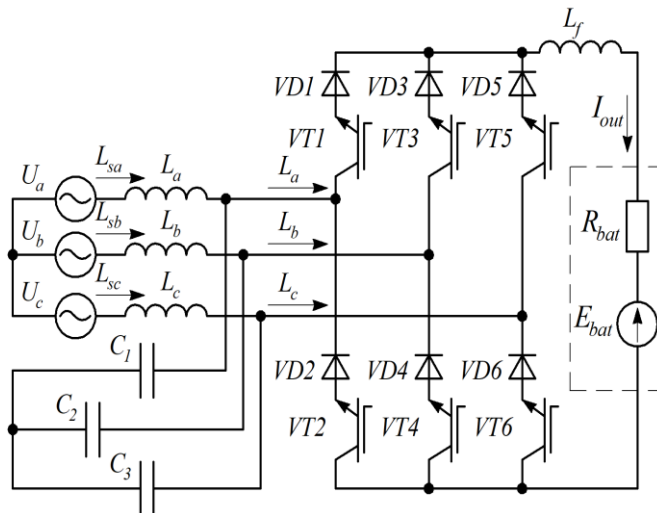 L_f
VD1 VD3 VD5
I_out
VT1 VT3 VT5
L_sa L_a L_a
U_a
L_sb L_b L_b
U_b
R_bat
L_sc L_c L_c
U_c
E_bat
C_1
VD2 VD4 VD6
C_2
VT2 VT4 VT6
C_3